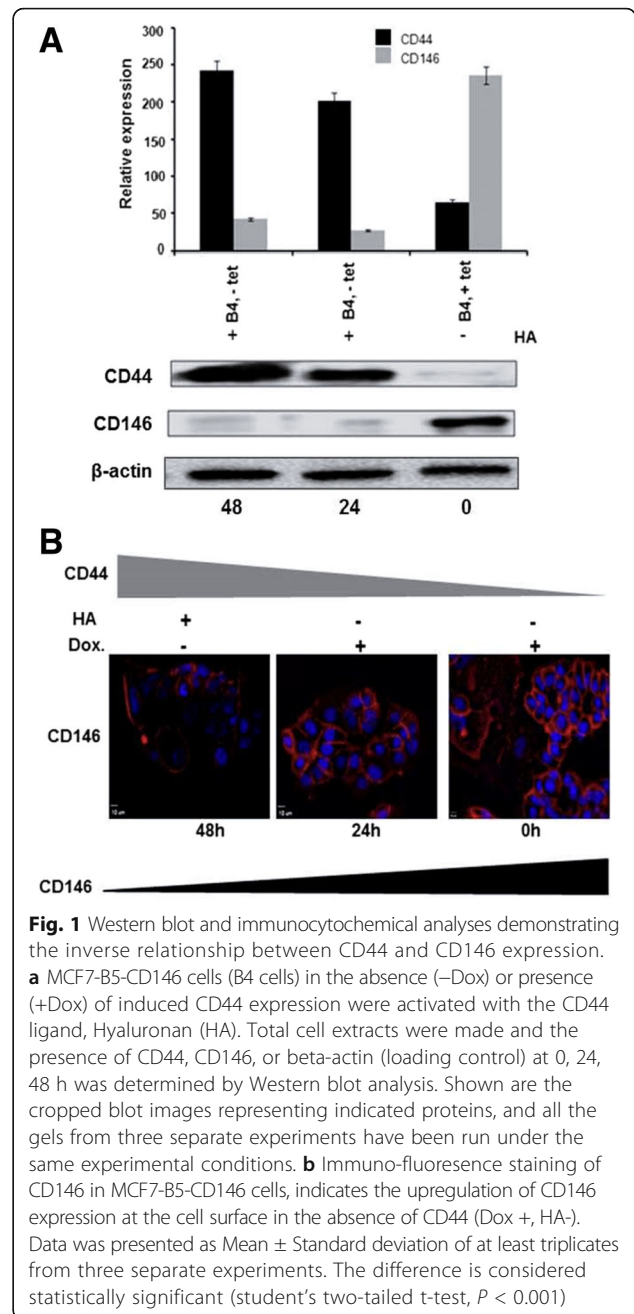 A
CD44
CD146
Relative expression
300
250
200
150
100
50
0
B4, - tet
B4, - tet
B4, + tet
+ + - HA
CD44
CD146
β-actin
48 24 0
B
CD44
HA + - -
Dox. - + +
CD146
10 µm
48h 24h 0h
CD146
Fig. 1 Western blot and immunocytochemical analyses demonstrating
the inverse relationship between CD44 and CD146 expression.
a MCF7-B5-CD146 cells (B4 cells) in the absence (−Dox) or presence
(+Dox) of induced CD44 expression were activated with the CD44
ligand, Hyaluronan (HA). Total cell extracts were made and the
presence of CD44, CD146, or beta-actin (loading control) at 0, 24,
48 h was determined by Western blot analysis. Shown are the
cropped blot images representing indicated proteins, and all the
gels from three separate experiments have been run under the
same experimental conditions. b Immuno-fluoresence staining of
CD146 in MCF7-B5-CD146 cells, indicates the upregulation of CD146
expression at the cell surface in the absence of CD44 (Dox +, HA-).
Data was presented as Mean ± Standard deviation of at least triplicates
from three separate experiments. The difference is considered
statistically significant (student's two-tailed t-test, P < 0.001)